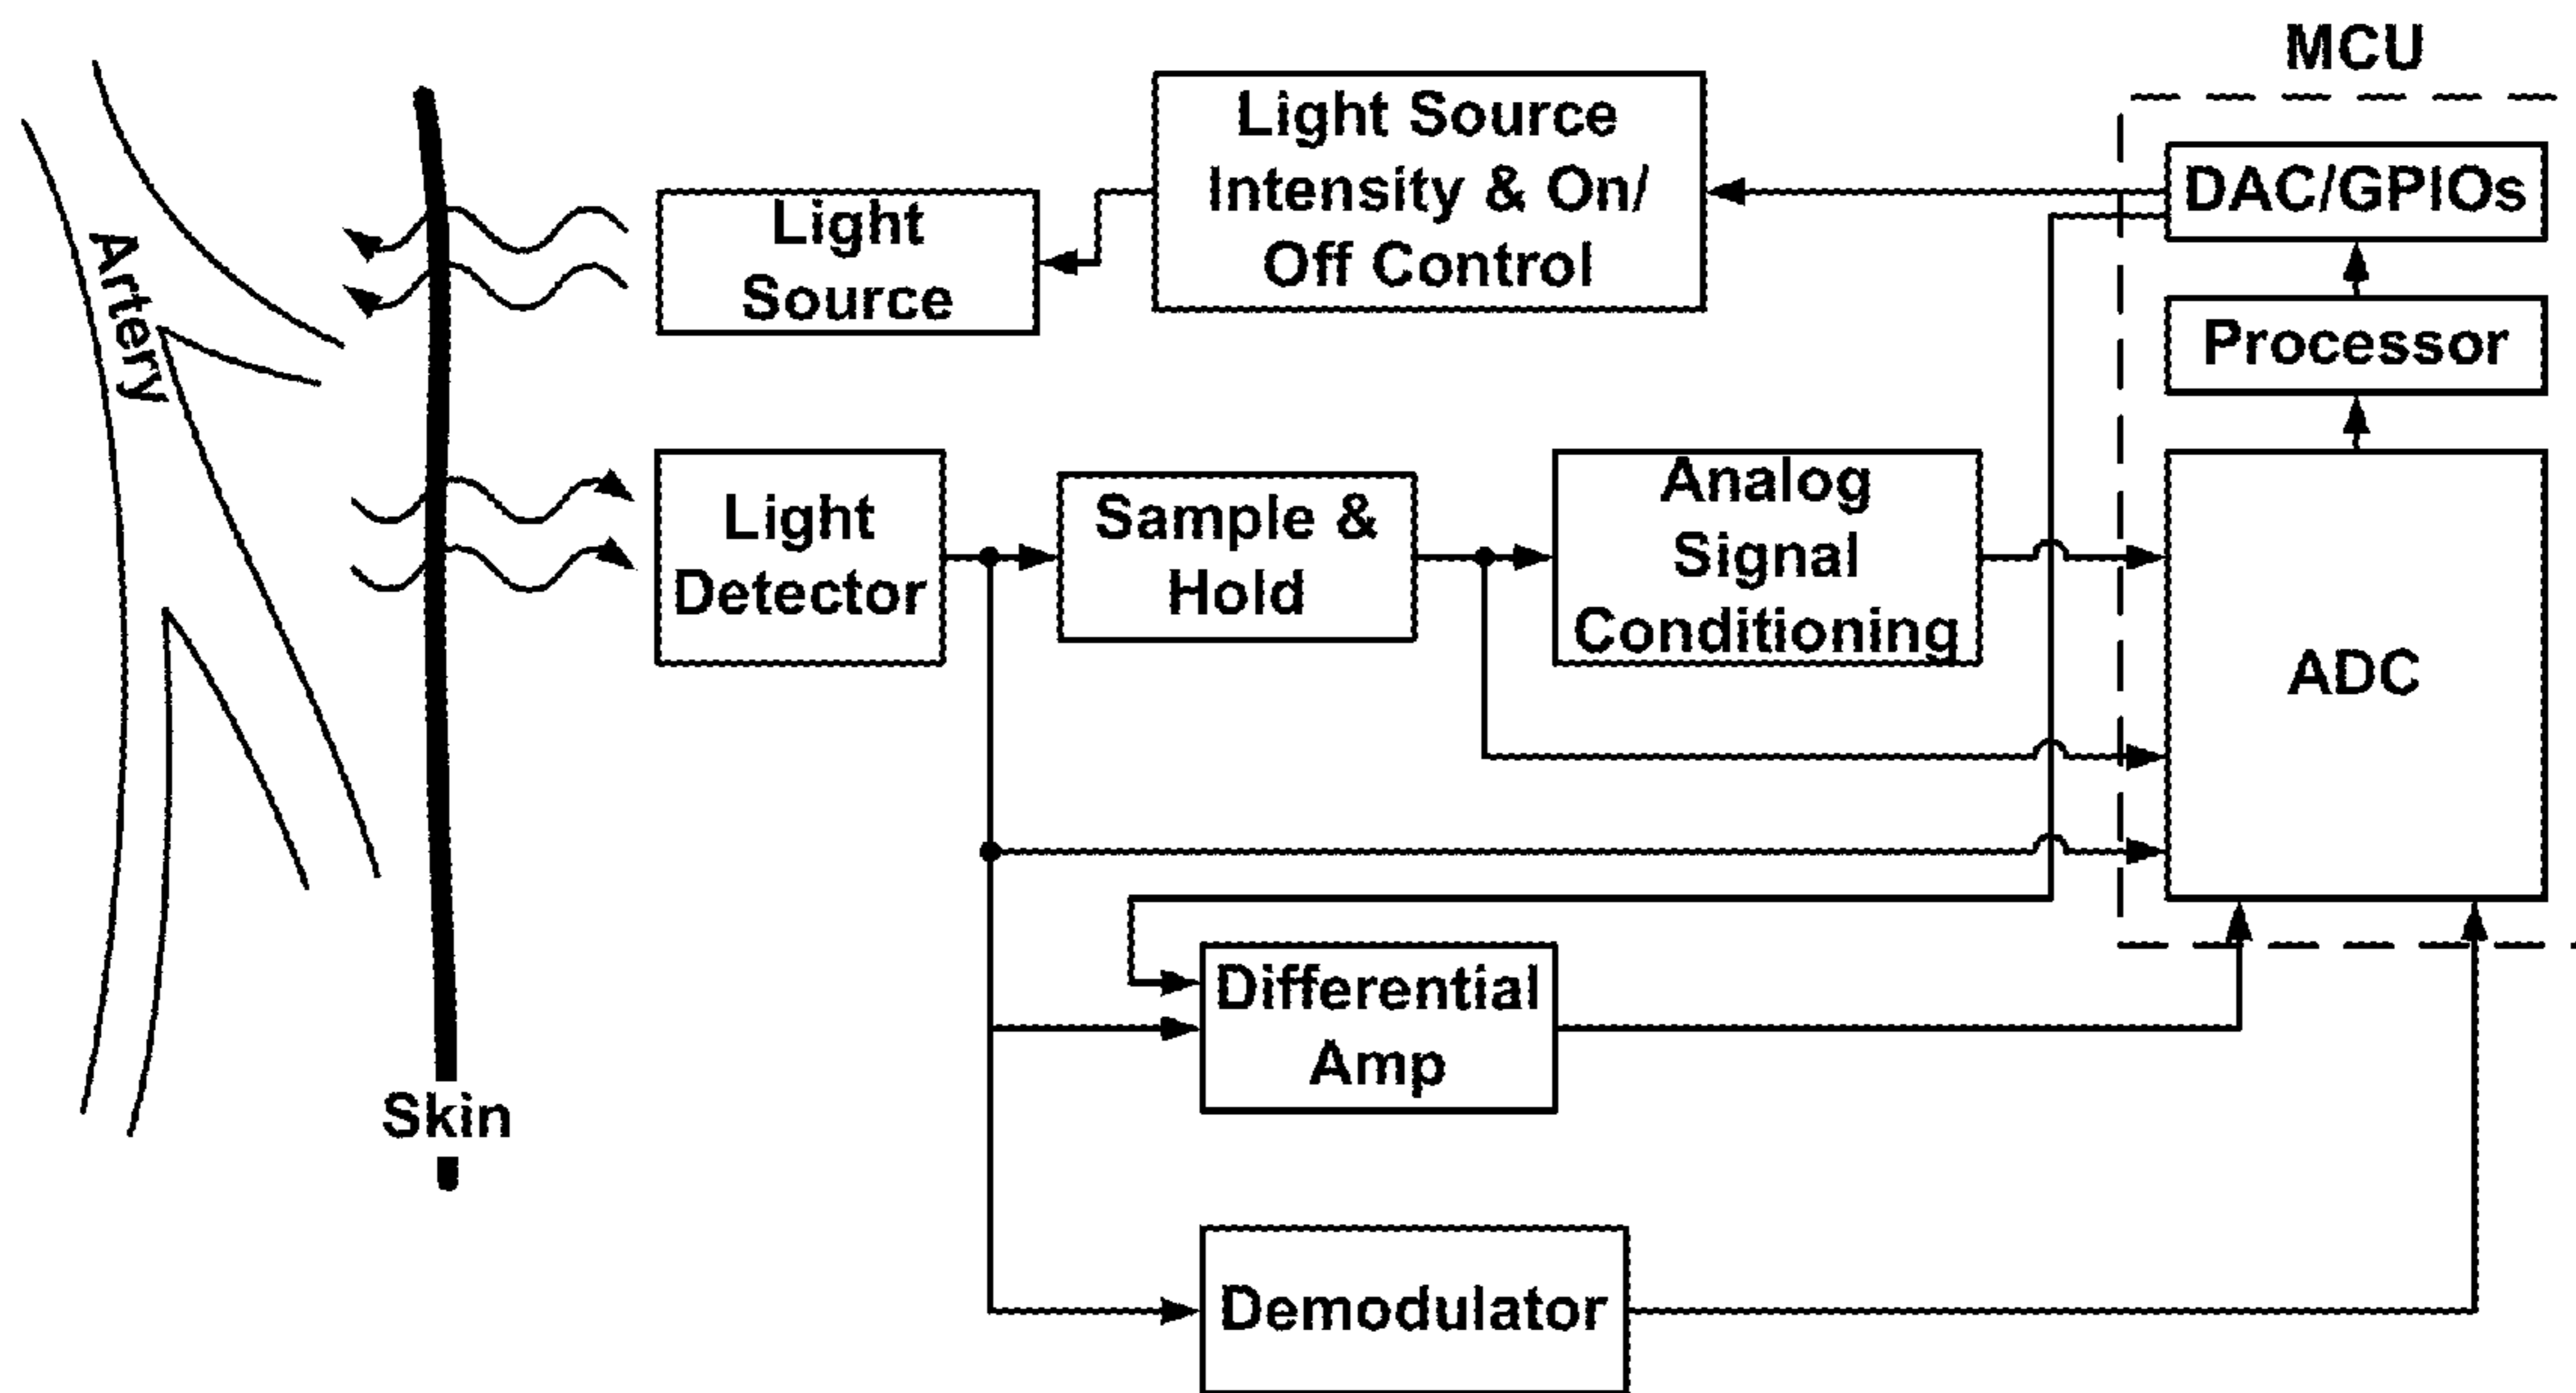 MCU
Light Source
Intensity & On/
Off Control
DAC/GPIOs
Light
Source
Artery
Processor
Light
Detector
Sample &
Hold
Analog
Signal
Conditioning
ADC
Differential
Amp
Skin
Demodulator